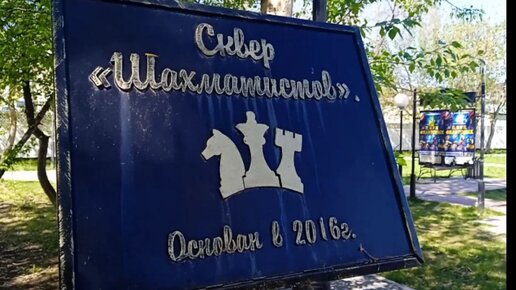 Сквер
«Шахматистов».
Основан в 2016г.